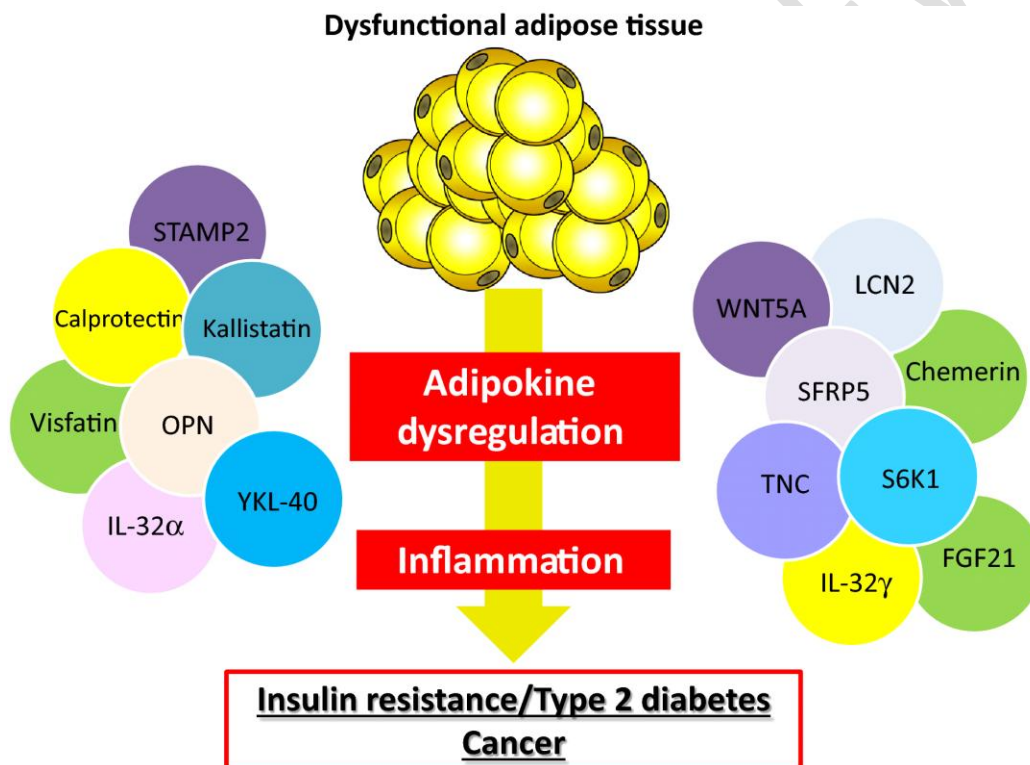 Dysfunctional adipose tissue
STAMP2
Calprotectin
Kallistatin
Visfatin
OPN
IL-32α
YKL-40
Adipokine
dysregulation
Inflammation
WNT5A
LCN2
SFRP5
Chemerin
TNC
S6K1
IL-32γ
FGF21
Insulin resistance/Type 2 diabetes
Cancer